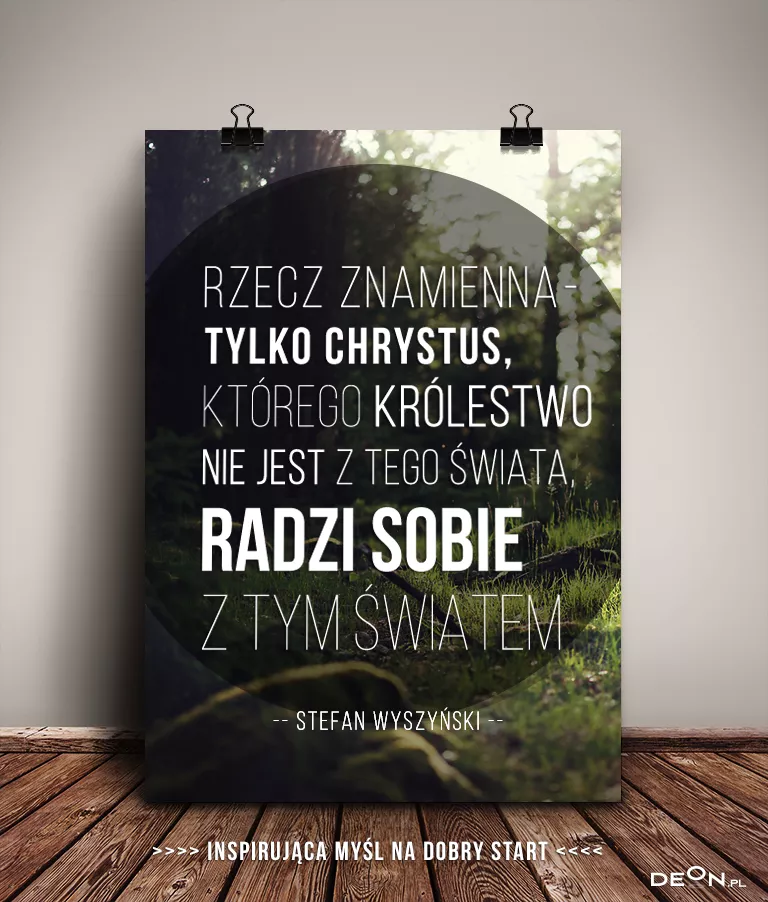 RZECZ ZNAMIENNA-
TYLKO CHRYSTUS,
KTÓREGO KRÓLESTWO
NIE JEST Z TEGO ŚWIATA,
RADZI SOBIE
Z TYM ŚWIATEM
-- STEFAN WYSZYŃSKI --
>>>> INSPIRUJĄCA MYŚL NA DOBRY START <<<<
DEON.PL